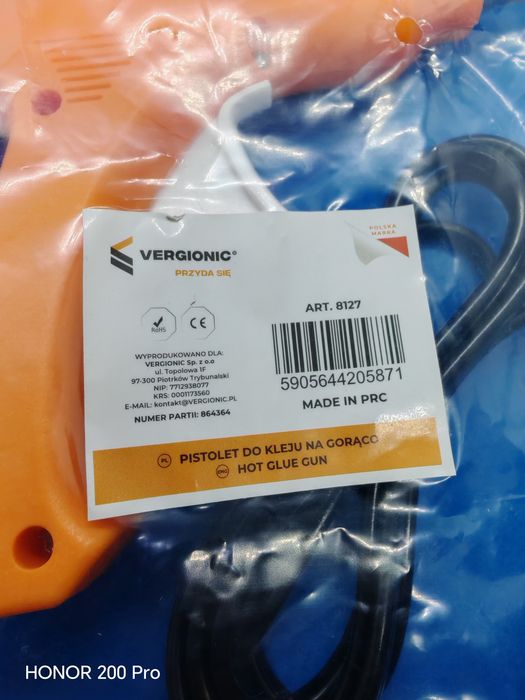 VERGIONIC®
PRZYDA SIĘ
POLSKA
MARKA
RoHS
CE
WYPRODUKOWANO DLA:
VERGIONIC Sp. z o.o
ul. Topolowa 1F
97-300 Piotrków Trybunalski
NIP: 7712938077
KRS: 0001173560
E-MAIL: kontakt@VERGIONIC.PL
NUMER PARTII: 864364
ART. 8127
5905644205871
MADE IN PRC
PL PISTOLET DO KLEJU NA GORĄCO
ENG HOT GLUE GUN
HONOR 200 Pro